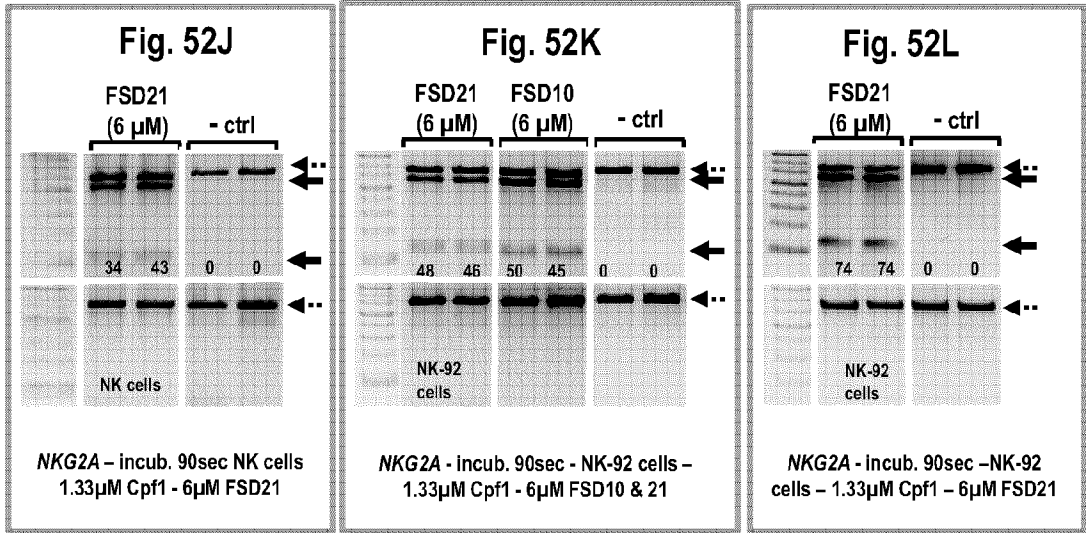 Fig. 52J
FSD21
(6 µM)
- ctrl
34 43 0 0
NK cells
NKG2A – incub. 90sec NK cells
1.33µM Cpf1 - 6µM FSD21
Fig. 52K
FSD21 FSD10
(6 µM) (6 µM)
- ctrl
48 46 50 45 0 0
NK-92
cells
NKG2A - incub. 90sec - NK-92 cells –
1.33µM Cpf1 - 6µM FSD10 & 21
Fig. 52L
FSD21
(6 µM)
- ctrl
74 74 0 0
NK-92
cells
NKG2A - incub. 90sec –NK-92
cells – 1.33µM Cpf1 – 6µM FSD21